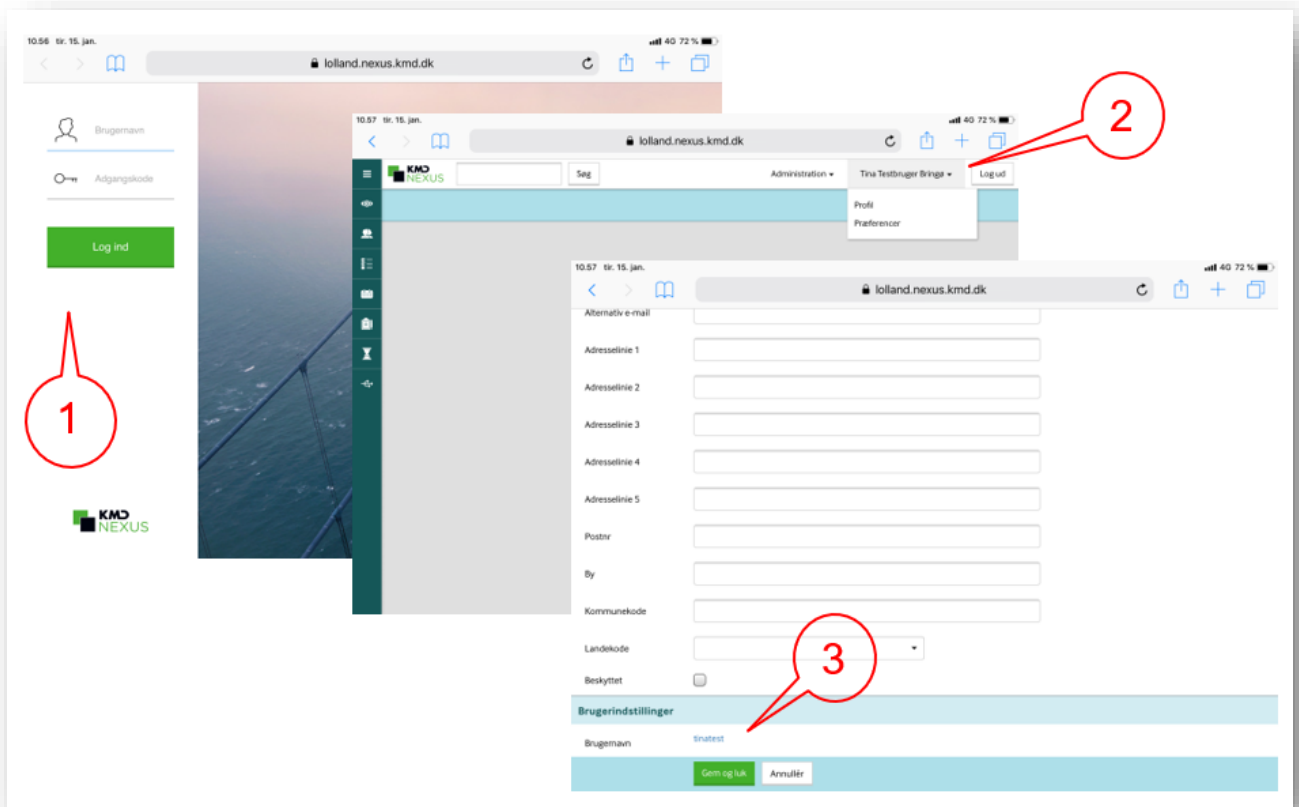 10.56 tir. 15. jan.
4G 72 %
lolland.nexus.kmd.dk
Brugernavn
Adgangskode
Log ind
1
KMD
NEXUS
10.57 tir. 15. jan.
4G 72 %
lolland.nexus.kmd.dk
2
KMD
NEXUS
Søg
Administration
Tina Testbruger Bringø
Log ud
Profil
Præferencer
10.57 tir. 15. jan.
4G 72 %
lolland.nexus.kmd.dk
Alternativ e-mail
Adresselinie 1
Adresselinie 2
Adresselinie 3
Adresselinie 4
Adresselinie 5
Postnr
By
Kommunekode
Landekode
3
Beskyttet
Brugerindstillinger
Brugernavn
tinatest
Gem og luk
Annullér